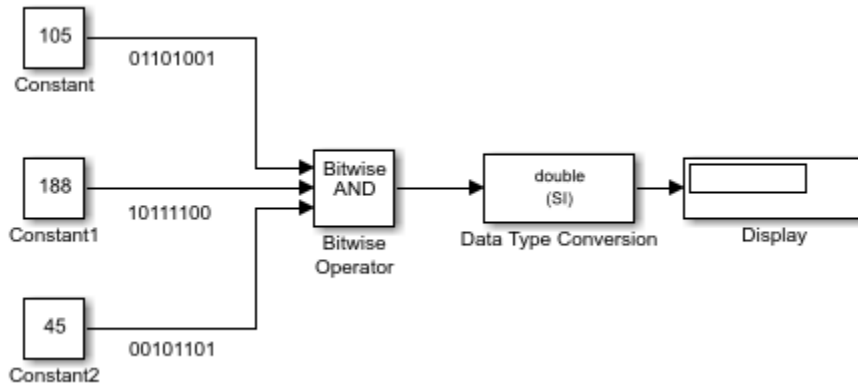 105
01101001
Constant
188
10111100
Constant1
45
00101101
Constant2
Bitwise
AND
Bitwise
Operator
double
(SI)
Data Type Conversion
Display